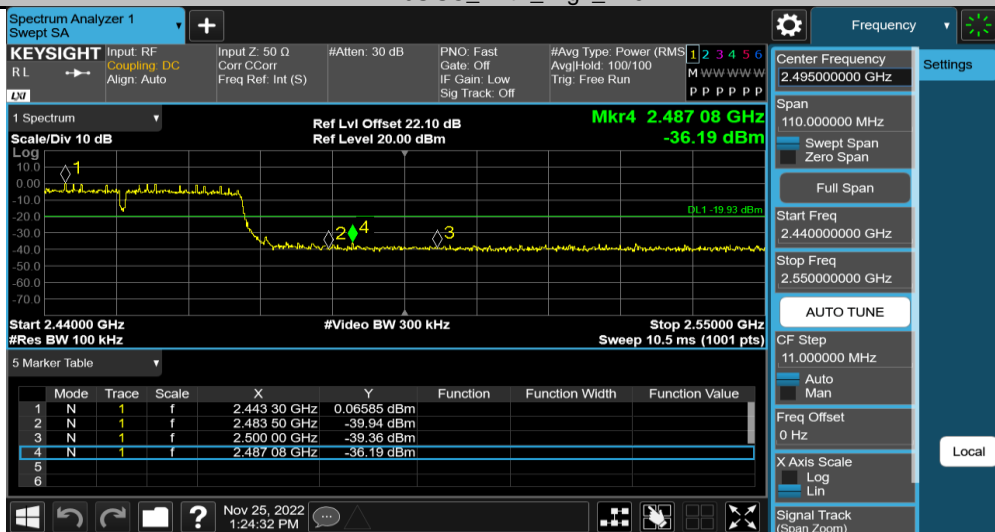 Spectrum Analyzer 1
Swept SA
Frequency
KEYSIGHT
RL
LXI
Input: RF
Coupling: DC
Align: Auto
Input Z: 50 Ω
Corr CCorr
Freq Ref: Int (S)
#Atten: 30 dB
PNO: Fast
Gate: Off
IF Gain: Low
Sig Track: Off
#Avg Type: Power (RMS
Avg|Hold: 100/100
Trig: Free Run
1 2 3 4 5 6
M W W W W W
P P P P P P
1 Spectrum
Scale/Div 10 dB
Ref Lvl Offset 22.10 dB
Ref Level 20.00 dBm
Mkr4 2.487 08 GHz
-36.19 dBm
Log
10.0
0.00
-10.0
-20.0
-30.0
-40.0
-50.0
-60.0
-70.0
1
2
4
3
DL1 -19.93 dBm
Start 2.44000 GHz
#Res BW 100 kHz
#Video BW 300 kHz
Stop 2.55000 GHz
Sweep 10.5 ms (1001 pts)
5 Marker Table
Mode Trace Scale X Y Function Function Width Function Value
1 N 1 f 2.443 30 GHz 0.06585 dBm
2 N 1 f 2.483 50 GHz -39.94 dBm
3 N 1 f 2.500 00 GHz -39.36 dBm
4 N 1 f 2.487 08 GHz -36.19 dBm
5
6
Nov 25, 2022
1:24:32 PM
Center Frequency
2.495000000 GHz
Span
110.000000 MHz
Swept Span
Zero Span
Full Span
Start Freq
2.440000000 GHz
Stop Freq
2.550000000 GHz
AUTO TUNE
CF Step
11.000000 MHz
Auto
Man
Freq Offset
0 Hz
X Axis Scale
Log
Lin
Signal Track
(Span Zoom)
Settings
Local